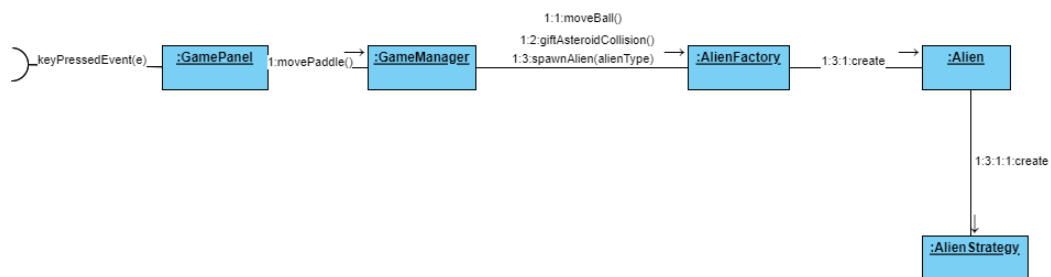 1:1:moveBall()
1:2:giftAsteroidCollision()
keyPressedEvent(e)
:GamePanel
1:movePaddle()
:GameManager
1:3:spawnAlien(alienType)
:AlienFactory
1:3:1:create
:Alien
1:3:1:1:create
:AlienStrategy